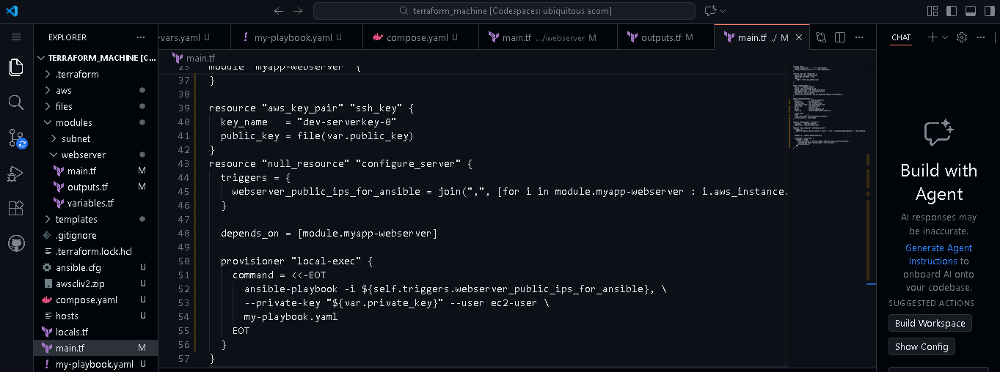 terraform_machine [Codespaces: ubiquitous acorn]
EXPLORER
-vars.yaml U
! my-playbook.yaml U
compose.yaml U
main.tf .../webserver M
outputs.tf M
main.tf ./ M
CHAT
TERRAFORM_MACHINE [C...
.terraform
aws
files
modules
subnet
webserver
main.tf M
outputs.tf M
variables.tf
templates
.gitignore
.terraform.lock.hcl
ansible.cfg U
awscliv2.zip U
compose.yaml U
hosts U
locals.tf
main.tf M
! my-playbook.yaml U
main.tf
23 module "myapp-webserver" {
37 }
38
39 resource "aws_key_pair" "ssh_key" {
40 key_name   = "dev-serverkey-0"
41 public_key = file(var.public_key)
42 }
43 resource "null_resource" "configure_server" {
44 triggers = {
45 webserver_public_ips_for_ansible = join(",", [for i in module.myapp-webserver : i.aws_instance.
46 }
47
48 depends_on = [module.myapp-webserver]
49
50 provisioner "local-exec" {
51 command = <<-EOT
52 ansible-playbook -i ${self.triggers.webserver_public_ips_for_ansible}, \
53 --private-key "${var.private_key}" --user ec2-user \
54 my-playbook.yaml
55 EOT
56 }
57 }
Build with
Agent
AI responses may
be inaccurate.
Generate Agent
Instructions to
onboard AI onto
your codebase.
SUGGESTED ACTIONS
Build Workspace
Show Config